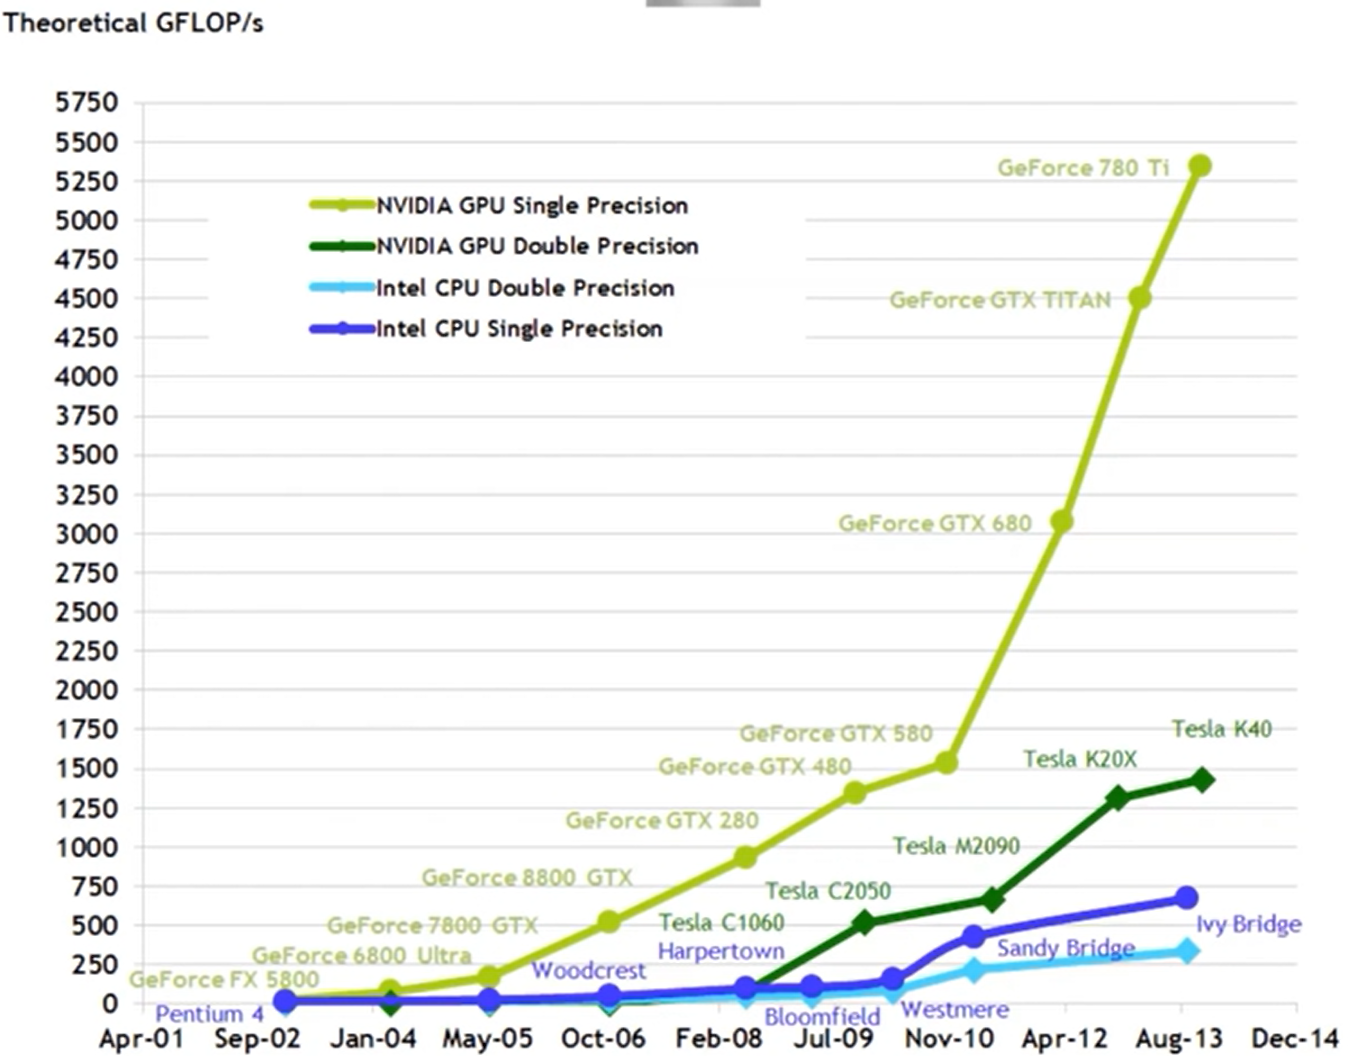 Theoretical GFLOP/s
5750
5500
5250
5000
4750
4500
4250
4000
3750
3500
3250
3000
2750
2500
2250
2000
1750
1500
1250
1000
750
500
250
0
NVIDIA GPU Single Precision
NVIDIA GPU Double Precision
Intel CPU Double Precision
Intel CPU Single Precision
GeForce 780 Ti
GeForce GTX TITAN
GeForce GTX 680
GeForce GTX 580
GeForce GTX 480
GeForce GTX 280
GeForce 8800 GTX
GeForce 7800 GTX
GeForce 6800 Ultra
GeForce FX 5800
Tesla K40
Tesla K20X
Tesla M2090
Tesla C2050
Tesla C1060
Harpertown
Woodcrest
Pentium 4
Bloomfield
Westmere
Sandy Bridge
Ivy Bridge
Apr-01 Sep-02 Jan-04 May-05 Oct-06 Feb-08 Jul-09 Nov-10 Apr-12 Aug-13 Dec-14